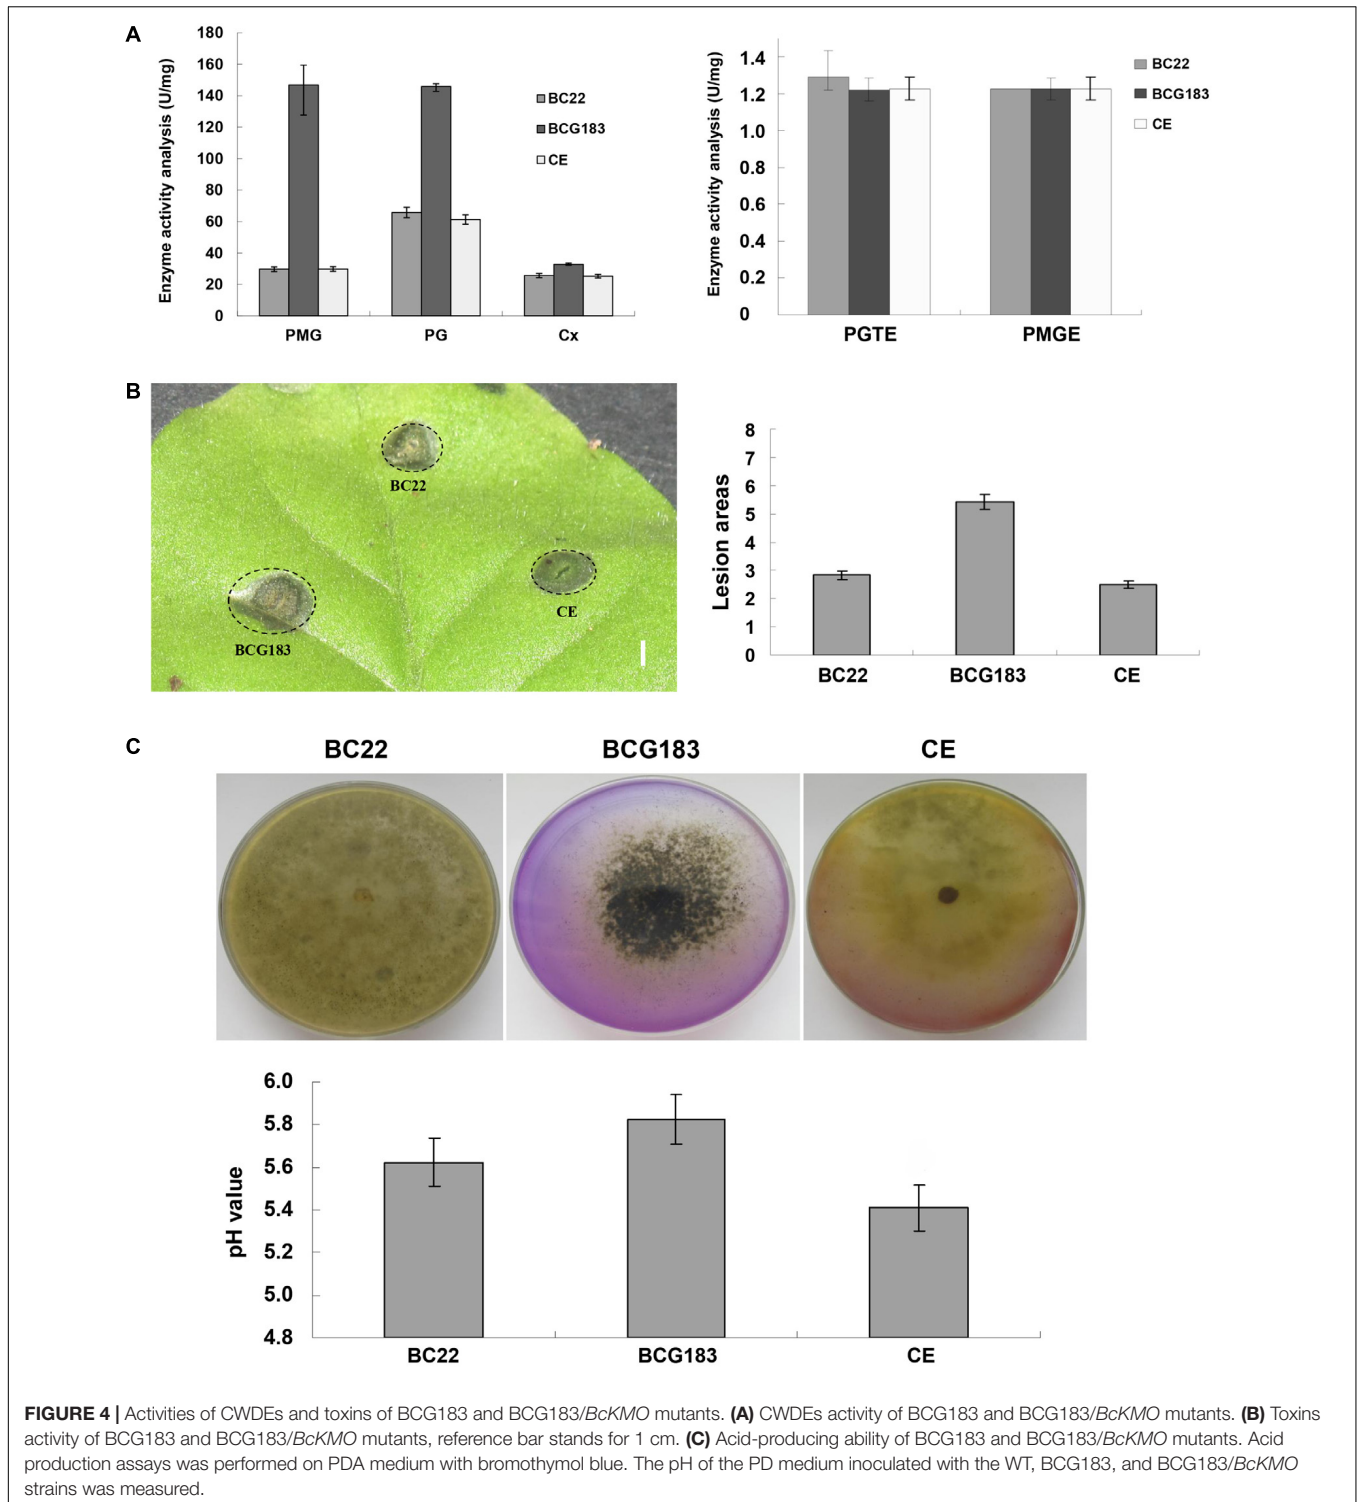 A
Enzyme activity analysis (U/mg)
180
160
140
120
100
80
60
40
20
0
PMG
PG
Cx
BC22
BCG183
CE
Enzyme activity analysis (U/mg)
1.4
1.2
1.0
0.8
0.6
0.4
0.2
0
PGTE
PMGE
BC22
BCG183
CE
B
BC22
CE
BCG183
Lesion areas
8
7
6
5
4
3
2
1
0
BC22
BCG183
CE
C
BC22
BCG183
CE
pH value
6.0
5.8
5.6
5.4
5.2
5.0
4.8
BC22
BCG183
CE
FIGURE 4 | Activities of CWDEs and toxins of BCG183 and BCG183/BcKMO mutants. (A) CWDEs activity of BCG183 and BCG183/BcKMO mutants. (B) Toxins
activity of BCG183 and BCG183/BcKMO mutants, reference bar stands for 1 cm. (C) Acid-producing ability of BCG183 and BCG183/BcKMO mutants. Acid
production assays was performed on PDA medium with bromothymol blue. The pH of the PD medium inoculated with the WT, BCG183, and BCG183/BcKMO
strains was measured.